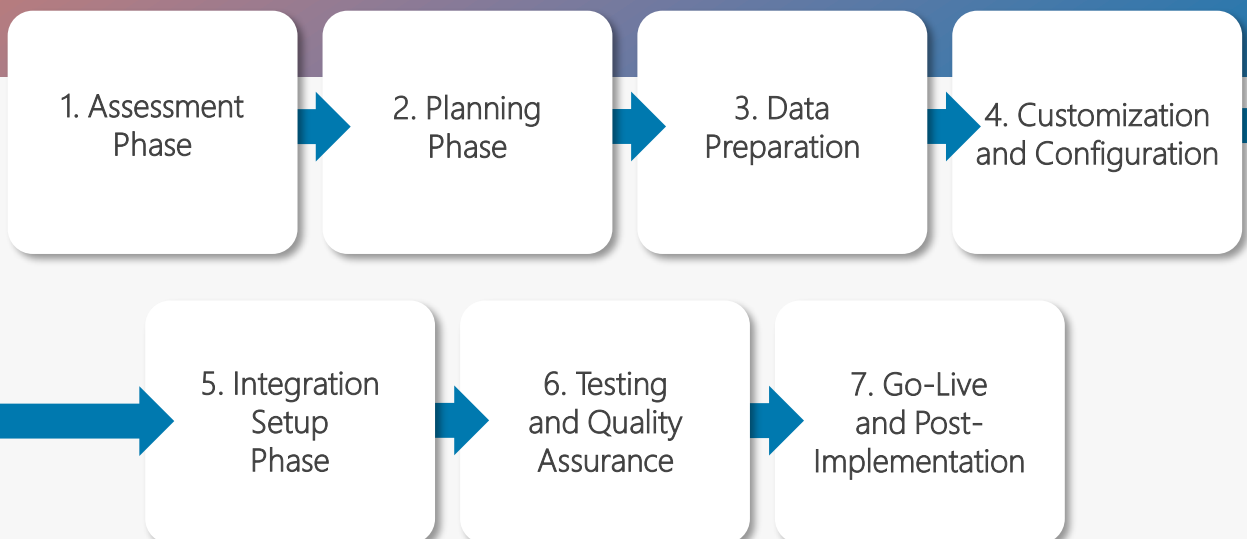 1. Assessment
Phase
2. Planning
Phase
3. Data
Preparation
4. Customization
and Configuration
5. Integration
Setup
Phase
6. Testing
and Quality
Assurance
7. Go-Live
and Post-
Implementation